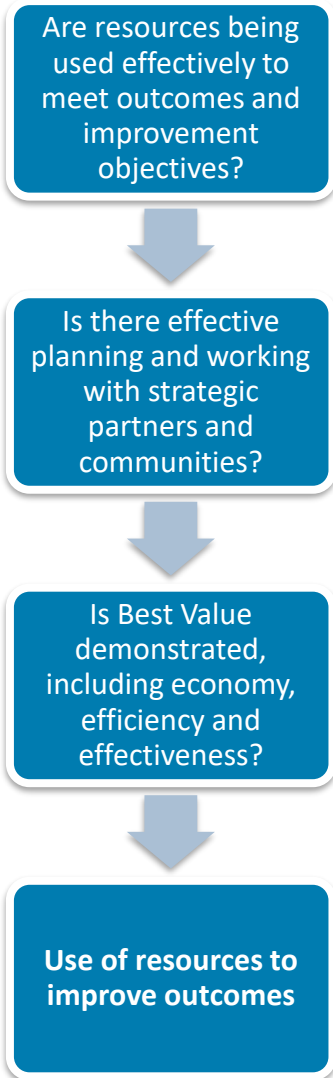 Are resources being
used effectively to
meet outcomes and
improvement
objectives?
Is there effective
planning and working
with strategic
partners and
communities?
Is Best Value
demonstrated,
including economy,
efficiency and
effectiveness?
Use of resources to
improve outcomes